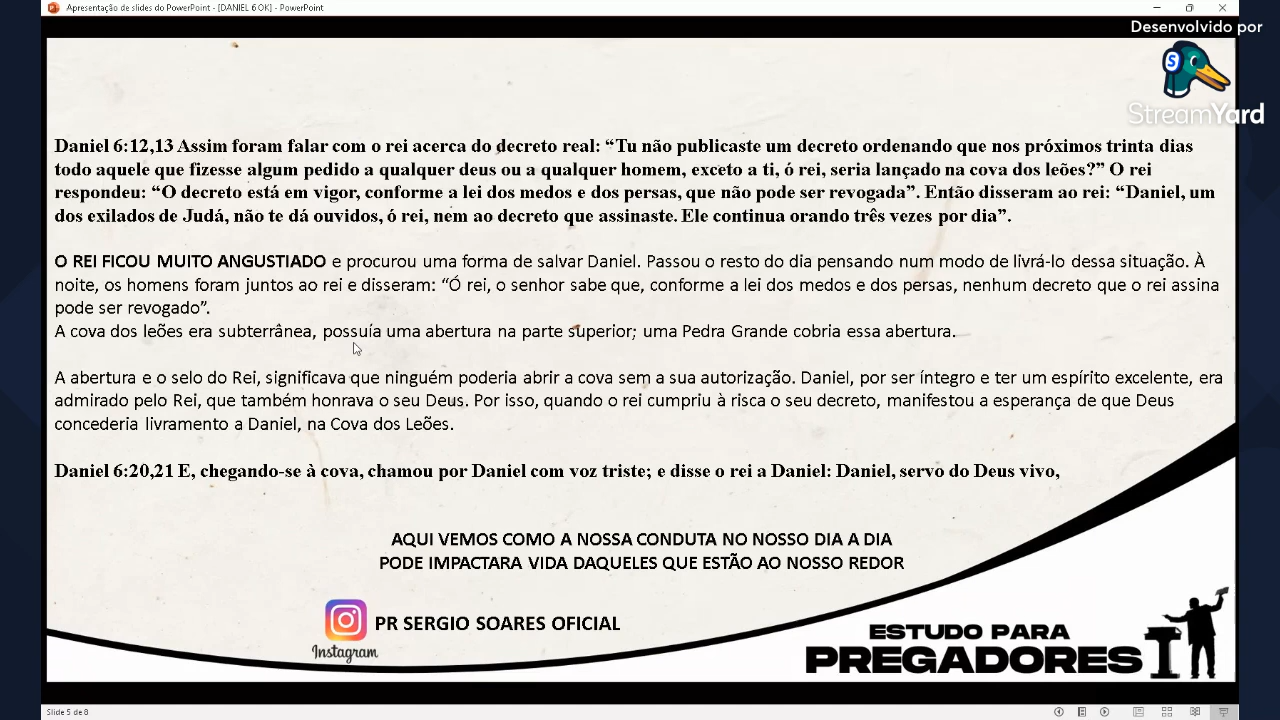 Apresentação de slides do PowerPoint - [DANIEL 6 OK] - PowerPoint
Desenvolvido por
S
StreamYard
Daniel 6:12,13 Assim foram falar com o rei acerca do decreto real: “Tu não publicaste um decreto ordenando que nos próximos trinta dias
todo aquele que fizesse algum pedido a qualquer deus ou a qualquer homem, exceto a ti, ó rei, seria lançado na cova dos leões?” O rei
respondeu: “O decreto está em vigor, conforme a lei dos medos e dos persas, que não pode ser revogada”. Então disseram ao rei: “Daniel, um
dos exilados de Judá, não te dá ouvidos, ó rei, nem ao decreto que assinaste. Ele continua orando três vezes por dia”.
O REI FICOU MUITO ANGUSTIADO e procurou uma forma de salvar Daniel. Passou o resto do dia pensando num modo de livrá-lo dessa situação. À
noite, os homens foram juntos ao rei e disseram: “Ó rei, o senhor sabe que, conforme a lei dos medos e dos persas, nenhum decreto que o rei assina
pode ser revogado”.
A cova dos leões era subterrânea, possuía uma abertura na parte superior; uma Pedra Grande cobria essa abertura.
A abertura e o selo do Rei, significava que ninguém poderia abrir a cova sem a sua autorização. Daniel, por ser íntegro e ter um espírito excelente, era
admirado pelo Rei, que também honrava o seu Deus. Por isso, quando o rei cumpriu à risca o seu decreto, manifestou a esperança de que Deus
concederia livramento a Daniel, na Cova dos Leões.
Daniel 6:20,21 E, chegando-se à cova, chamou por Daniel com voz triste; e disse o rei a Daniel: Daniel, servo do Deus vivo,
AQUI VEMOS COMO A NOSSA CONDUTA NO NOSSO DIA A DIA
PODE IMPACTARA VIDA DAQUELES QUE ESTÃO AO NOSSO REDOR
PR SERGIO SOARES OFICIAL
Instagram
ESTUDO PARA
PREGADORES
Slide 5 de 8